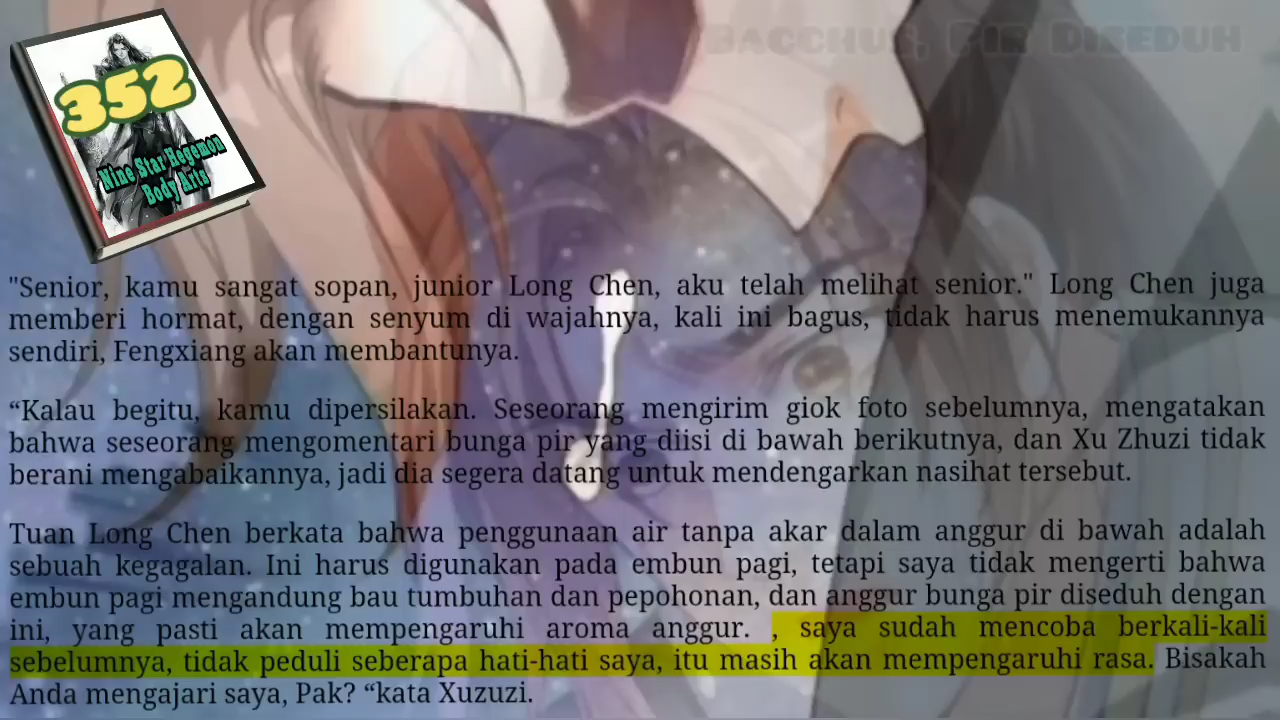 Bacchus, Pir Diseduh
352
Nine Star Hegemon
Body Arts
"Senior, kamu sangat sopan, junior Long Chen, aku telah melihat senior." Long Chen juga
memberi hormat, dengan senyum di wajahnya, kali ini bagus, tidak harus menemukannya
sendiri, Fengxiang akan membantunya.
“Kalau begitu, kamu dipersilakan. Seseorang mengirim giok foto sebelumnya, mengatakan
bahwa seseorang mengomentari bunga pir yang diisi di bawah berikutnya, dan Xu Zhuzi tidak
berani mengabaikannya, jadi dia segera datang untuk mendengarkan nasihat tersebut.
Tuan Long Chen berkata bahwa penggunaan air tanpa akar dalam anggur di bawah adalah
sebuah kegagalan. Ini harus digunakan pada embun pagi, tetapi saya tidak mengerti bahwa
embun pagi mengandung bau tumbuhan dan pepohonan, dan anggur bunga pir diseduh dengan
ini, yang pasti akan mempengaruhi aroma anggur. , saya sudah mencoba berkali-kali
sebelumnya, tidak peduli seberapa hati-hati saya, itu masih akan mempengaruhi rasa. Bisakah
Anda mengajari saya, Pak? “kata Xuzuzi.